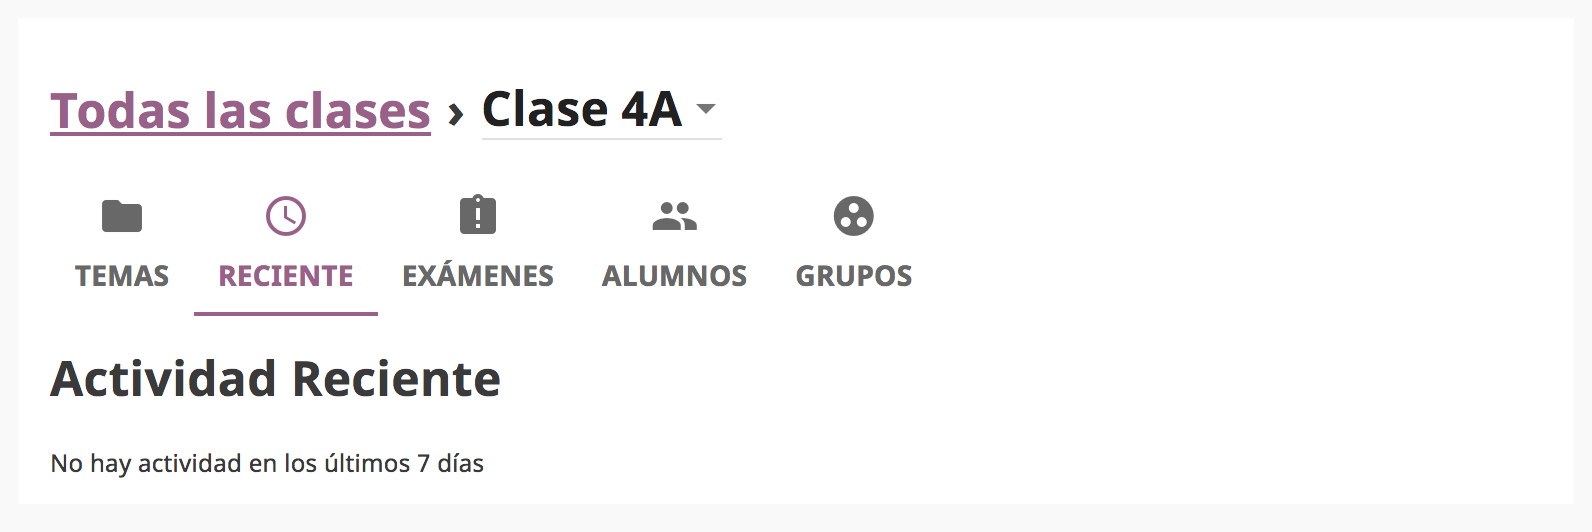 Todas las clases › Clase 4A
TEMAS RECIENTE EXÁMENES ALUMNOS GRUPOS
Actividad Reciente
No hay actividad en los últimos 7 días